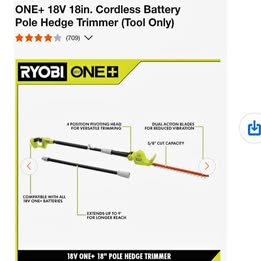 ONE+ 18V 18in. Cordless Battery
Pole Hedge Trimmer (Tool Only)
(709)
RYOBI ONE+
4 POSITION PIVOTING HEAD
FOR VERSATILE TRIMMING
DUAL ACTION BLADES
FOR REDUCED VIBRATION
5/8" CUT CAPACITY
COMPATIBLE WITH ALL
18V ONE+ BATTERIES
EXTENDS UP TO 9'
FOR LONGER REACH
18V ONE+ 18" POLE HEDGE TRIMMER